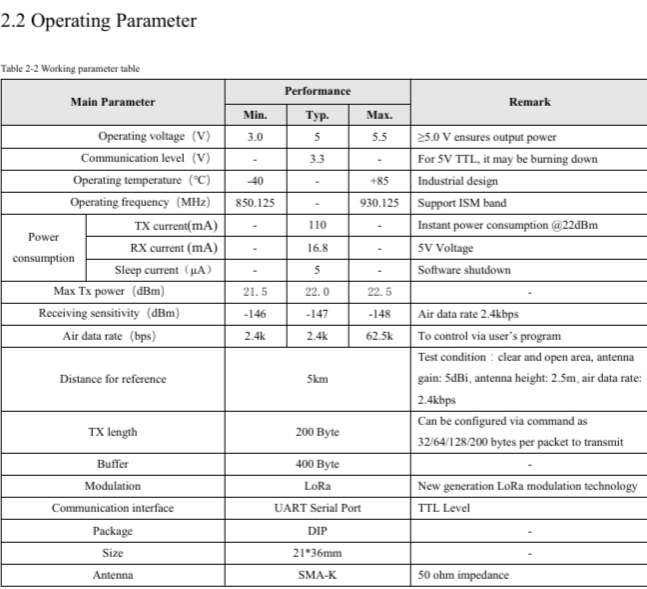 2.2 Operating Parameter
Table 2-2 Working parameter table
Main Parameter Performance Remark
Min. Typ. Max.
Operating voltage (V) 3.0 5 5.5 ≥5.0 V ensures output power
Communication level (V) - 3.3 - For 5V TTL, it may be burning down
Operating temperature (℃) -40 - +85 Industrial design
Operating frequency (MHz) 850.125 - 930.125 Support ISM band
Power consumption TX current(mA) - 110 - Instant power consumption @22dBm
RX current (mA) - 16.8 - 5V Voltage
Sleep current (μA) - 5 - Software shutdown
Max Tx power (dBm) 21.5 22.0 22.5 -
Receiving sensitivity (dBm) -146 -147 -148 Air data rate 2.4kbps
Air data rate (bps) 2.4k 2.4k 62.5k To control via user's program
Distance for reference 5km Test condition：clear and open area, antenna
gain: 5dBi, antenna height: 2.5m, air data rate:
2.4kbps
TX length 200 Byte Can be configured via command as
32/64/128/200 bytes per packet to transmit
Buffer 400 Byte -
Modulation LoRa New generation LoRa modulation technology
Communication interface UART Serial Port TTL Level
Package DIP -
Size 21*36mm -
Antenna SMA-K 50 ohm impedance